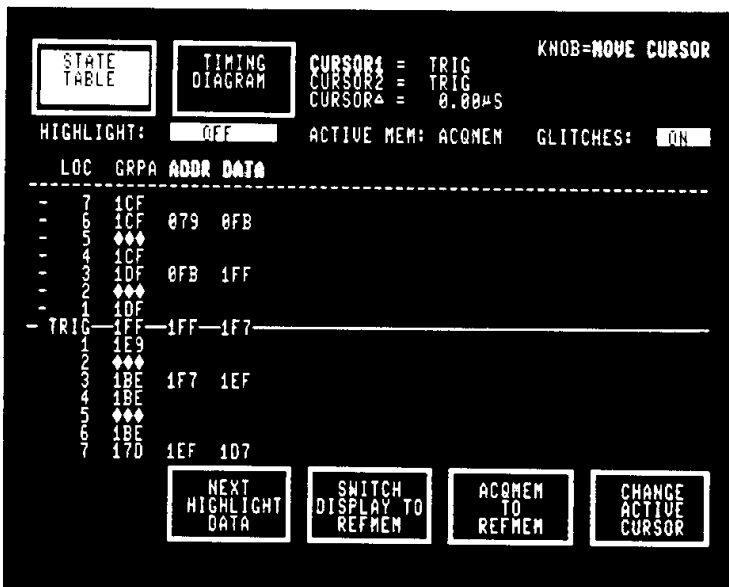 STATE TABLE
TIMING DIAGRAM
CURSOR1 = TRIG
CURSOR2 = TRIG
CURSOR△ = 0.00µS
KNOB=MOVE CURSOR
HIGHLIGHT: OFF ACTIVE MEM: ACQMEM GLITCHES: ON
LOC GRPA ADDR DATA
- 7 1CF
- 6 1CF 079 0FB
- 5 ♦♦♦
- 4 1CF
- 3 1DF 0FB 1FF
- 2 ♦♦♦
- 1 1DF
- TRIG—1FF—1FF—1F7
1 1E9
2 ♦♦♦
3 1BE 1F7 1EF
4 1BE
5 ♦♦♦
6 1BE
7 17D 1EF 1D7
NEXT HIGHLIGHT DATA
SWITCH DISPLAY TO REFMEM
ACQMEM TO REFMEM
CHANGE ACTIVE CURSOR